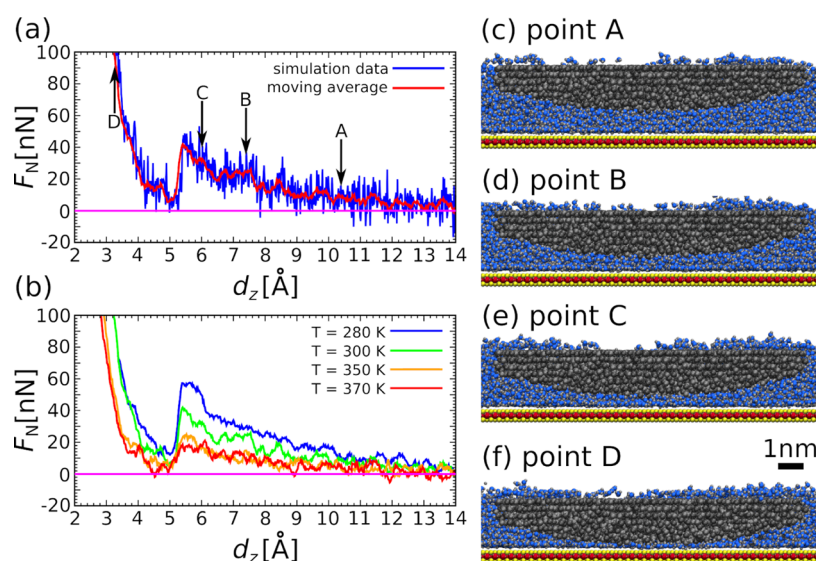 (a)
100
80
60
40
20
0
-20
F_N[nN]
simulation data
moving average
A
B
C
D
2 3 4 5 6 7 8 9 10 11 12 13 14
d_z[Å]
(b)
100
80
60
40
20
0
-20
F_N[nN]
T = 280 K
T = 300 K
T = 350 K
T = 370 K
2 3 4 5 6 7 8 9 10 11 12 13 14
d_z[Å]
(c) point A
(d) point B
(e) point C
(f) point D
1nm